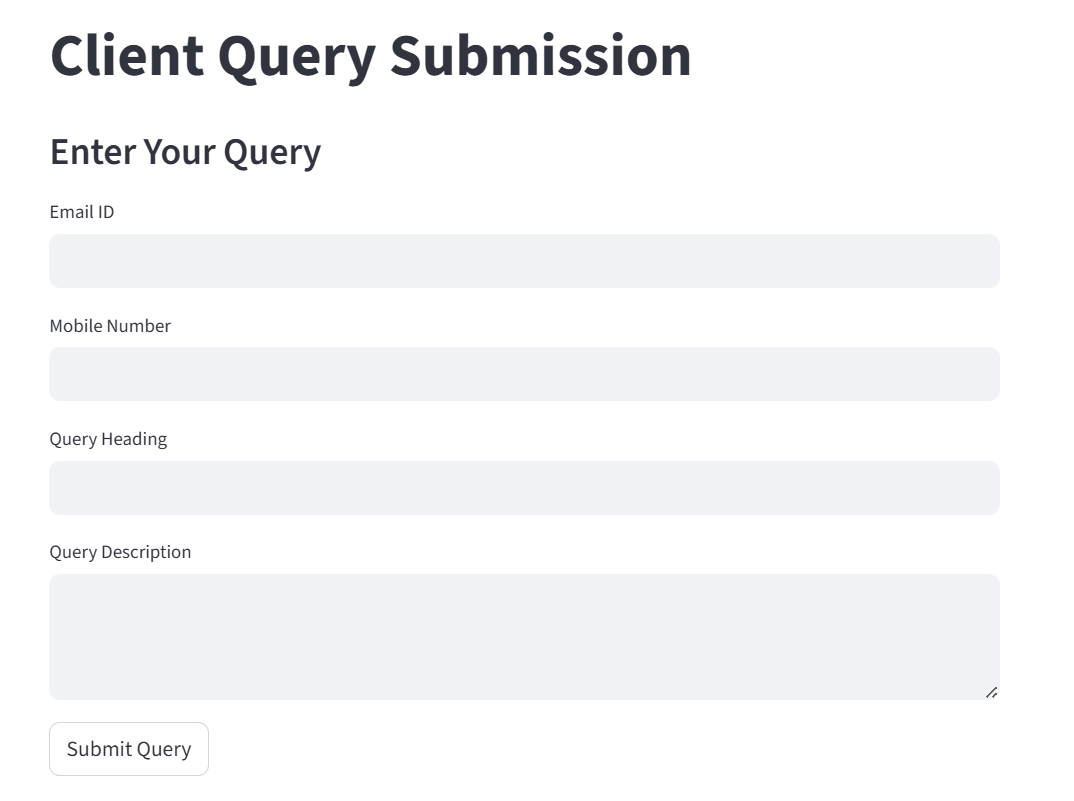 Client Query Submission
Enter Your Query
Email ID
Mobile Number
Query Heading
Query Description
Submit Query